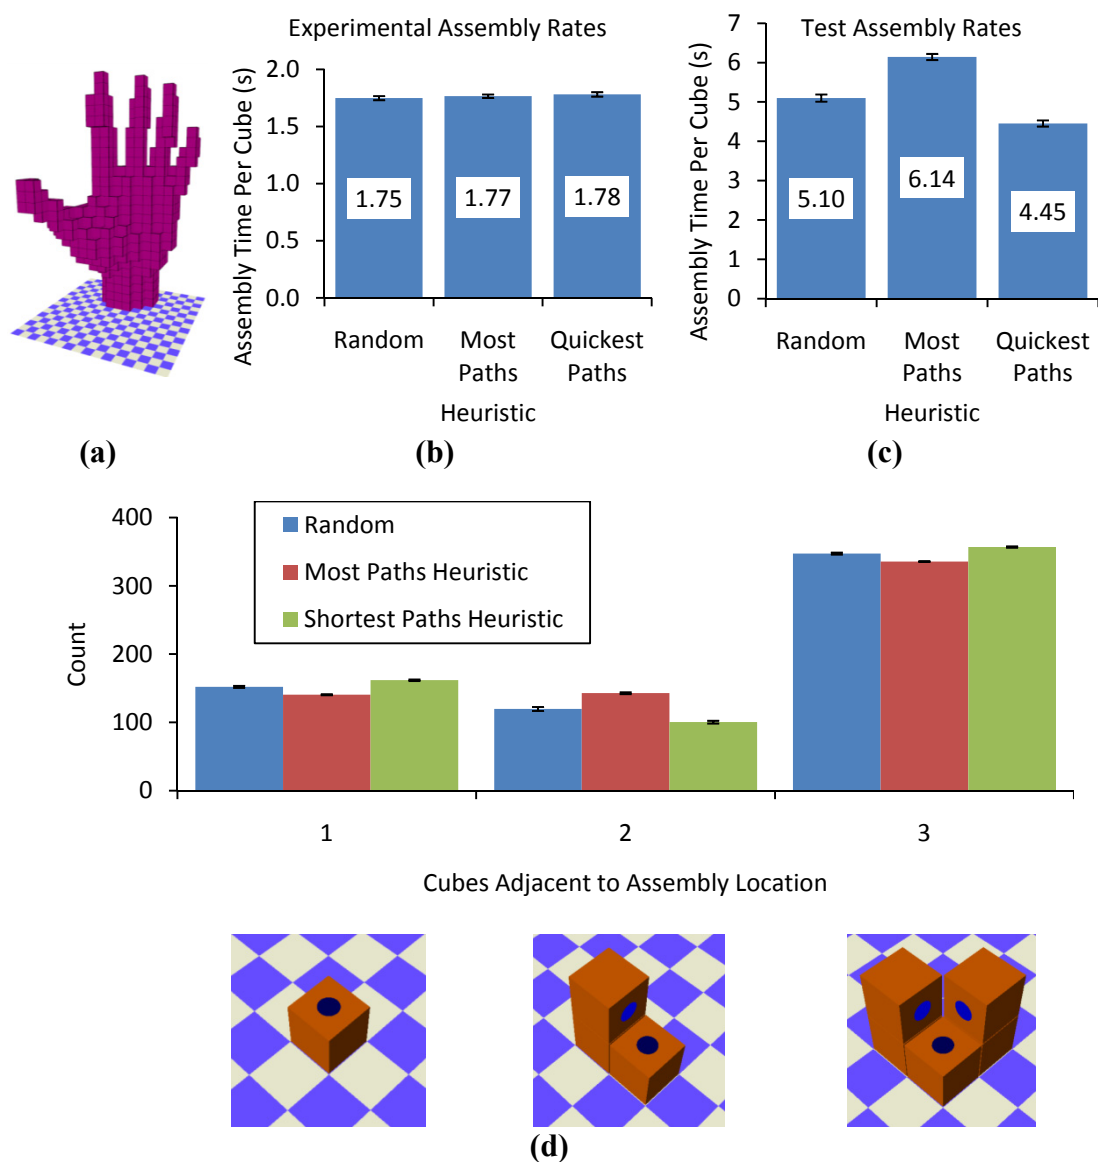 Experimental Assembly Rates
Assembly Time Per Cube (s)
2.0
1.5
1.0
0.5
0.0
1.75
1.77
1.78
Random
Most Paths
Quickest Paths
Heuristic
Test Assembly Rates
Assembly Time Per Cube (s)
7
6
5
4
3
2
1
0
5.10
6.14
4.45
Random
Most Paths
Quickest Paths
Heuristic
(a)
(b)
(c)
Count
400
300
200
100
0
Random
Most Paths Heuristic
Shortest Paths Heuristic
1
2
3
Cubes Adjacent to Assembly Location
(d)